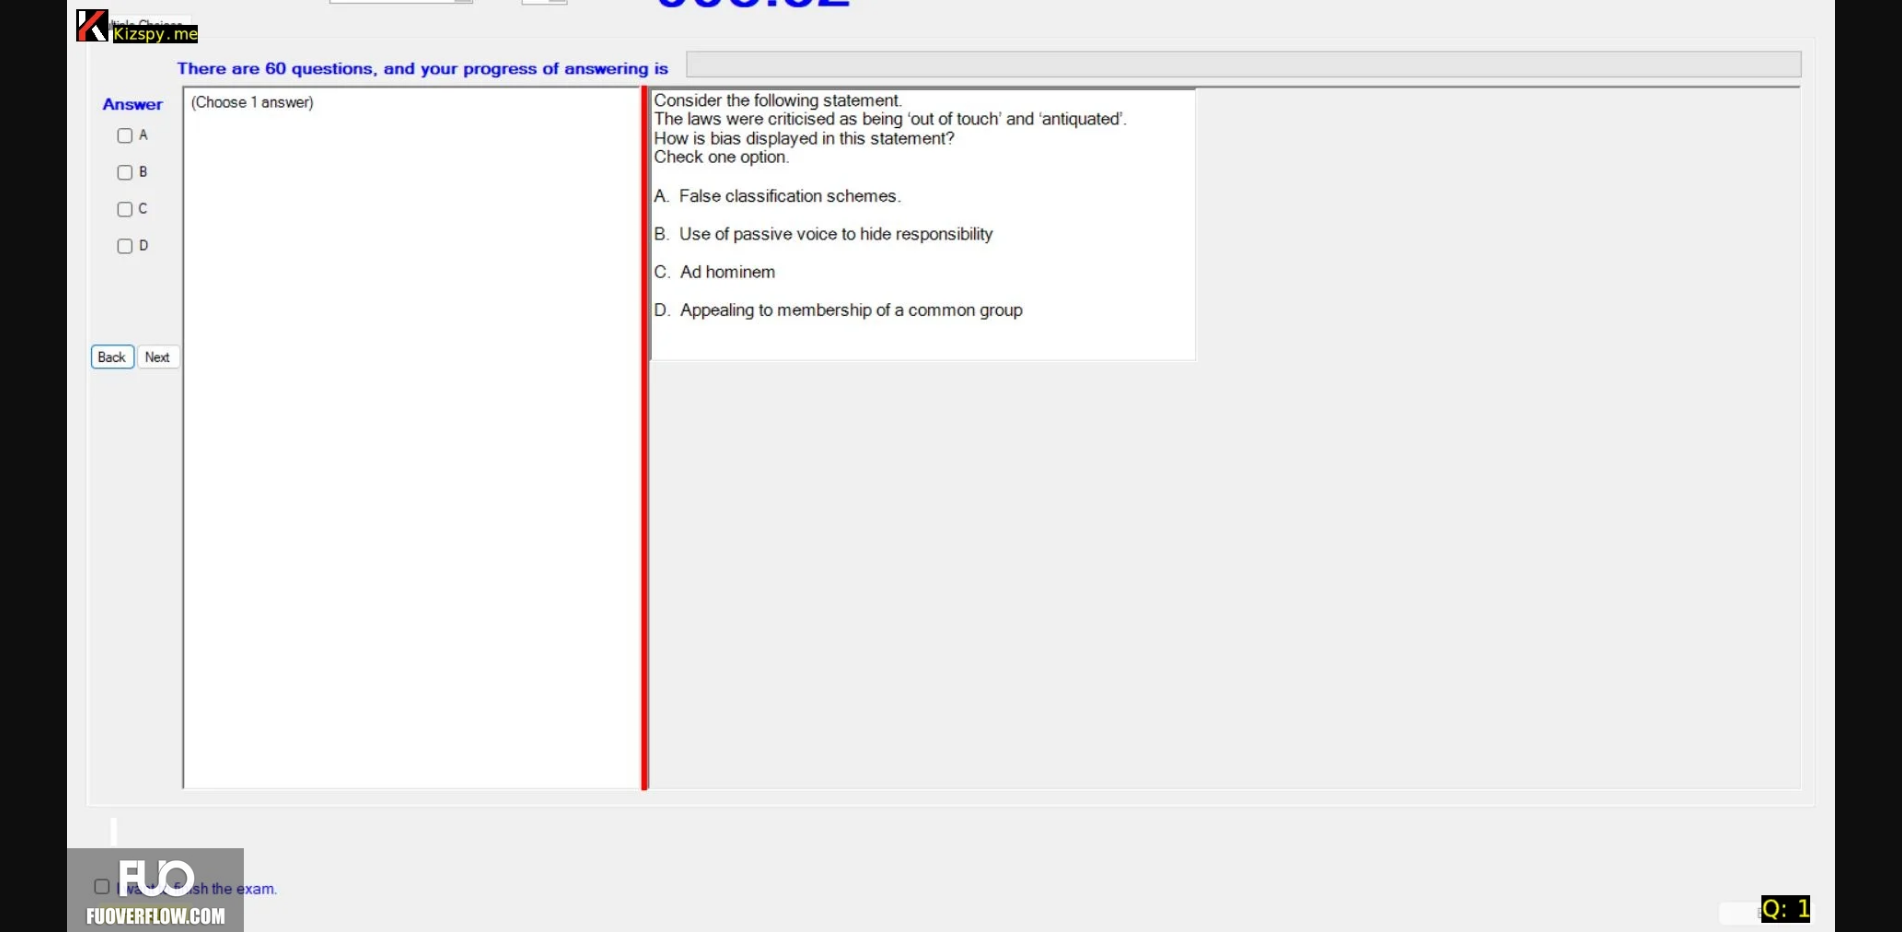 Kizspy.me
There are 60 questions, and your progress of answering is
Answer
(Choose 1 answer)
A
B
C
D
Back
Next
Consider the following statement.
The laws were criticised as being ‘out of touch’ and ‘antiquated’.
How is bias displayed in this statement?
Check one option.
A. False classification schemes.
B. Use of passive voice to hide responsibility
C. Ad hominem
D. Appealing to membership of a common group
FUO
the exam.
FUOVERFLOW.COM
Q: 1